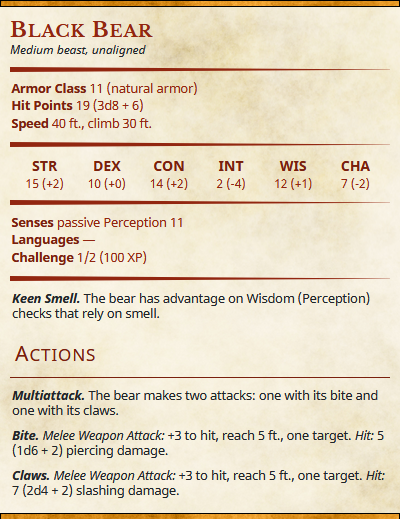 BLACK BEAR
Medium beast, unaligned
Armor Class 11 (natural armor)
Hit Points 19 (3d8 + 6)
Speed 40 ft., climb 30 ft.
STR DEX CON INT WIS CHA
15 (+2) 10 (+0) 14 (+2) 2 (-4) 12 (+1) 7 (-2)
Senses passive Perception 11
Languages —
Challenge 1/2 (100 XP)
Keen Smell. The bear has advantage on Wisdom (Perception)
checks that rely on smell.
ACTIONS
Multiattack. The bear makes two attacks: one with its bite and
one with its claws.
Bite. Melee Weapon Attack: +3 to hit, reach 5 ft., one target. Hit: 5
(1d6 + 2) piercing damage.
Claws. Melee Weapon Attack: +3 to hit, reach 5 ft., one target. Hit:
7 (2d4 + 2) slashing damage.